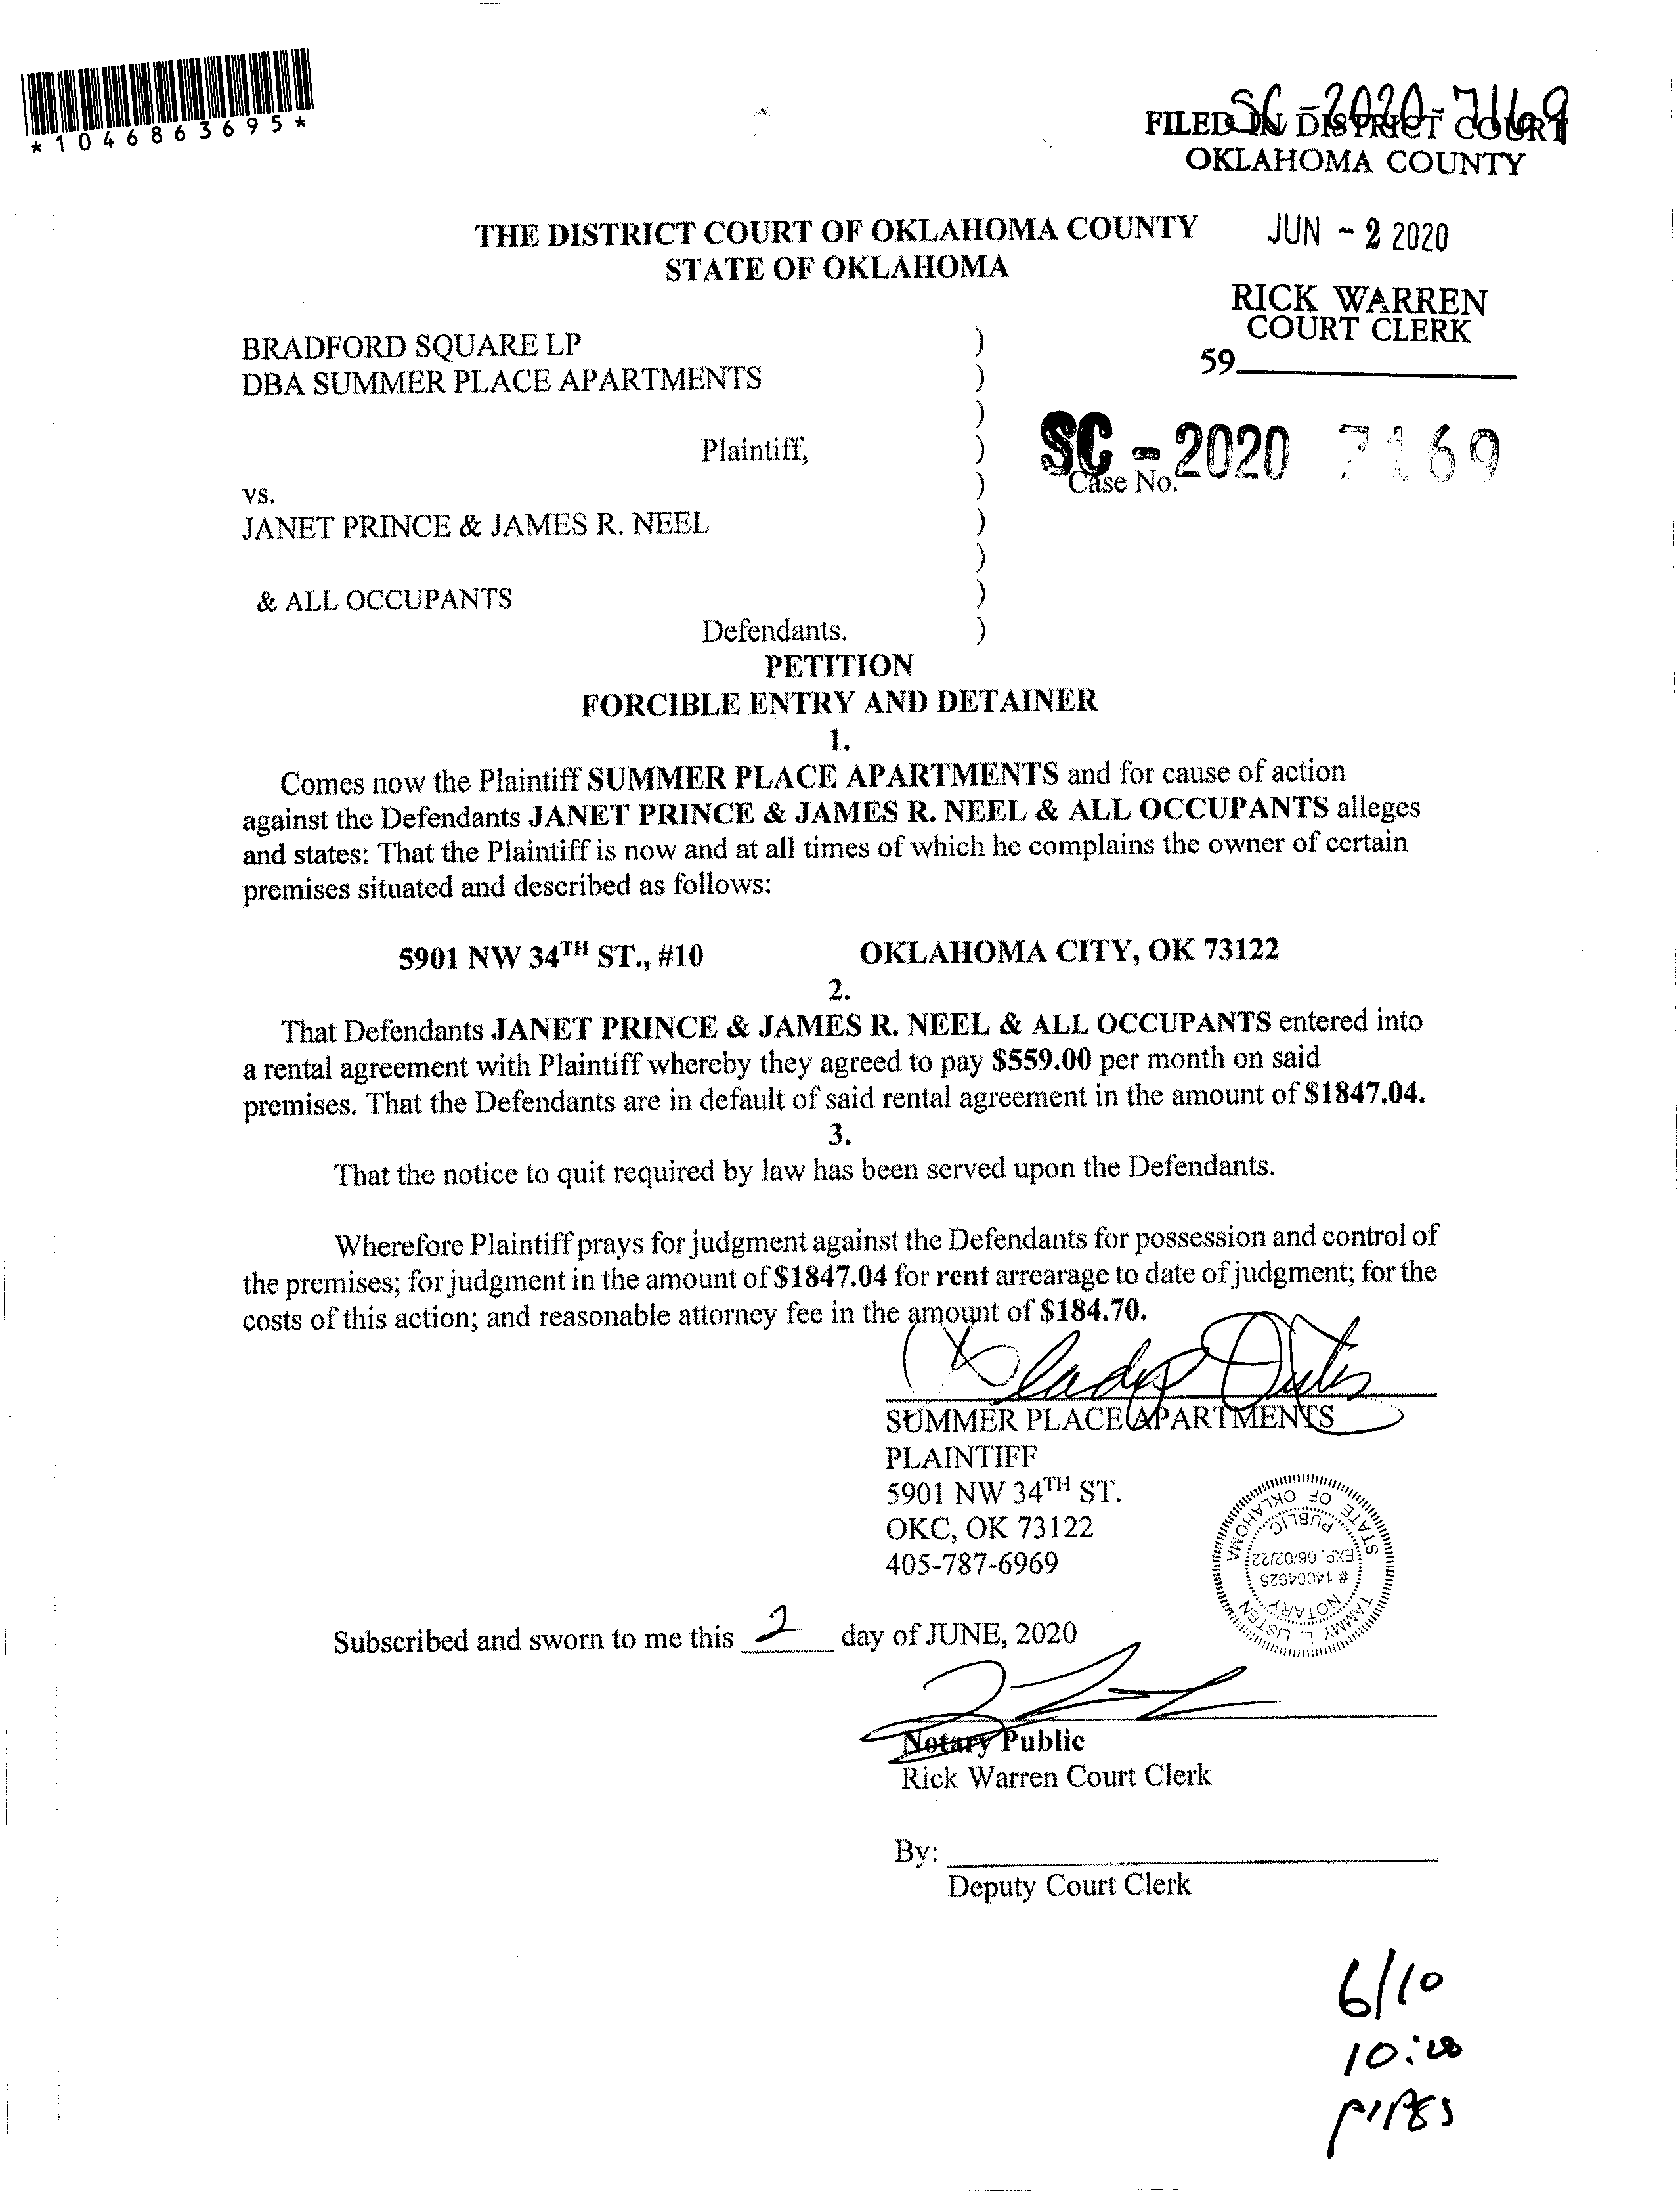 *1046863695*
SC-2020-7169
FILED IN DISTRICT COURT
OKLAHOMA COUNTY
THE DISTRICT COURT OF OKLAHOMA COUNTY
STATE OF OKLAHOMA
JUN - 2 2020
RICK WARREN
COURT CLERK
59
BRADFORD SQUARE LP
DBA SUMMER PLACE APARTMENTS
Plaintiff,
SC - 2020 7169
Case No.
vs.
JANET PRINCE & JAMES R. NEEL
& ALL OCCUPANTS
Defendants.
)
)
)
)
)
)
)
)
)
PETITION
FORCIBLE ENTRY AND DETAINER
1.
Comes now the Plaintiff SUMMER PLACE APARTMENTS and for cause of action
against the Defendants JANET PRINCE & JAMES R. NEEL & ALL OCCUPANTS alleges
and states: That the Plaintiff is now and at all times of which he complains the owner of certain
premises situated and described as follows:
5901 NW 34TH ST., #10 OKLAHOMA CITY, OK 73122
2.
That Defendants JANET PRINCE & JAMES R. NEEL & ALL OCCUPANTS entered into
a rental agreement with Plaintiff whereby they agreed to pay $559.00 per month on said
premises. That the Defendants are in default of said rental agreement in the amount of $1847.04.
3.
That the notice to quit required by law has been served upon the Defendants.
Wherefore Plaintiff prays for judgment against the Defendants for possession and control of
the premises; for judgment in the amount of $1847.04 for rent arrearage to date of judgment; for the
costs of this action; and reasonable attorney fee in the amount of $184.70.
SUMMER PLACE APARTMENTS
PLAINTIFF
5901 NW 34TH ST.
OKC, OK 73122
405-787-6969
TAMMY L. LISTEN
NOTARY
# 14004926
EXP. 06/02/22
PUBLIC
STATE OF OKLAHOMA
Subscribed and sworn to me this 2 day of JUNE, 2020
Notary Public
Rick Warren Court Clerk
By:
Deputy Court Clerk
6/10
10:00